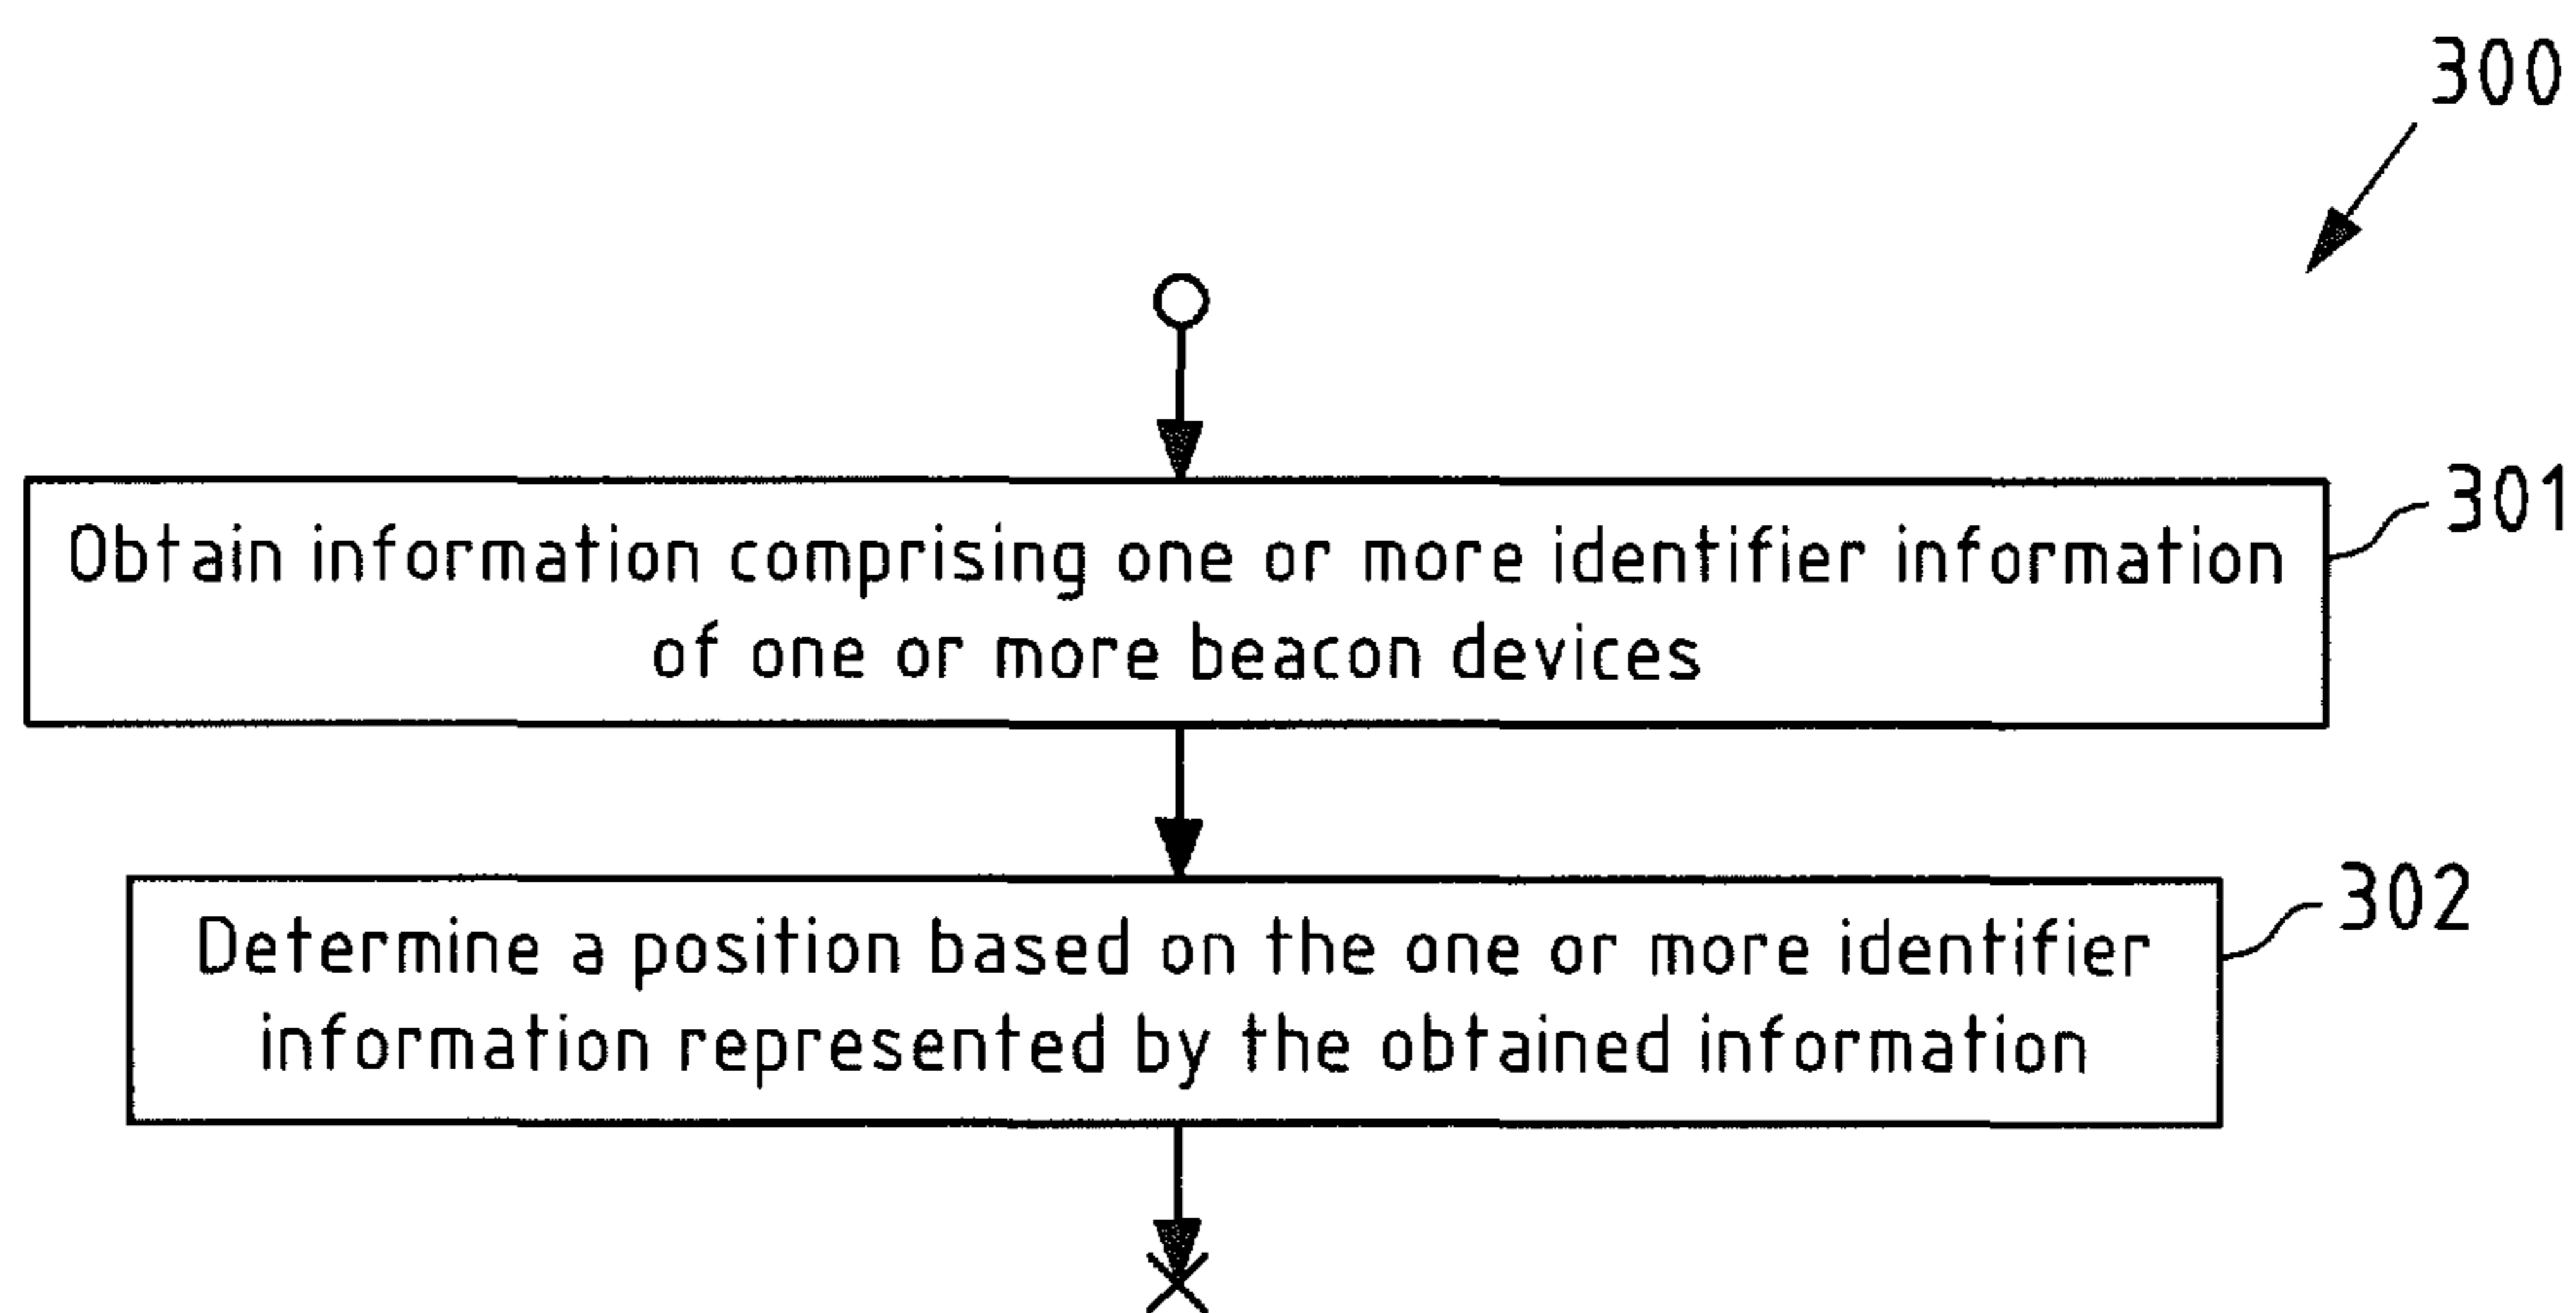 300
Obtain information comprising one or more identifier information
of one or more beacon devices
301
Determine a position based on the one or more identifier
information represented by the obtained information
302